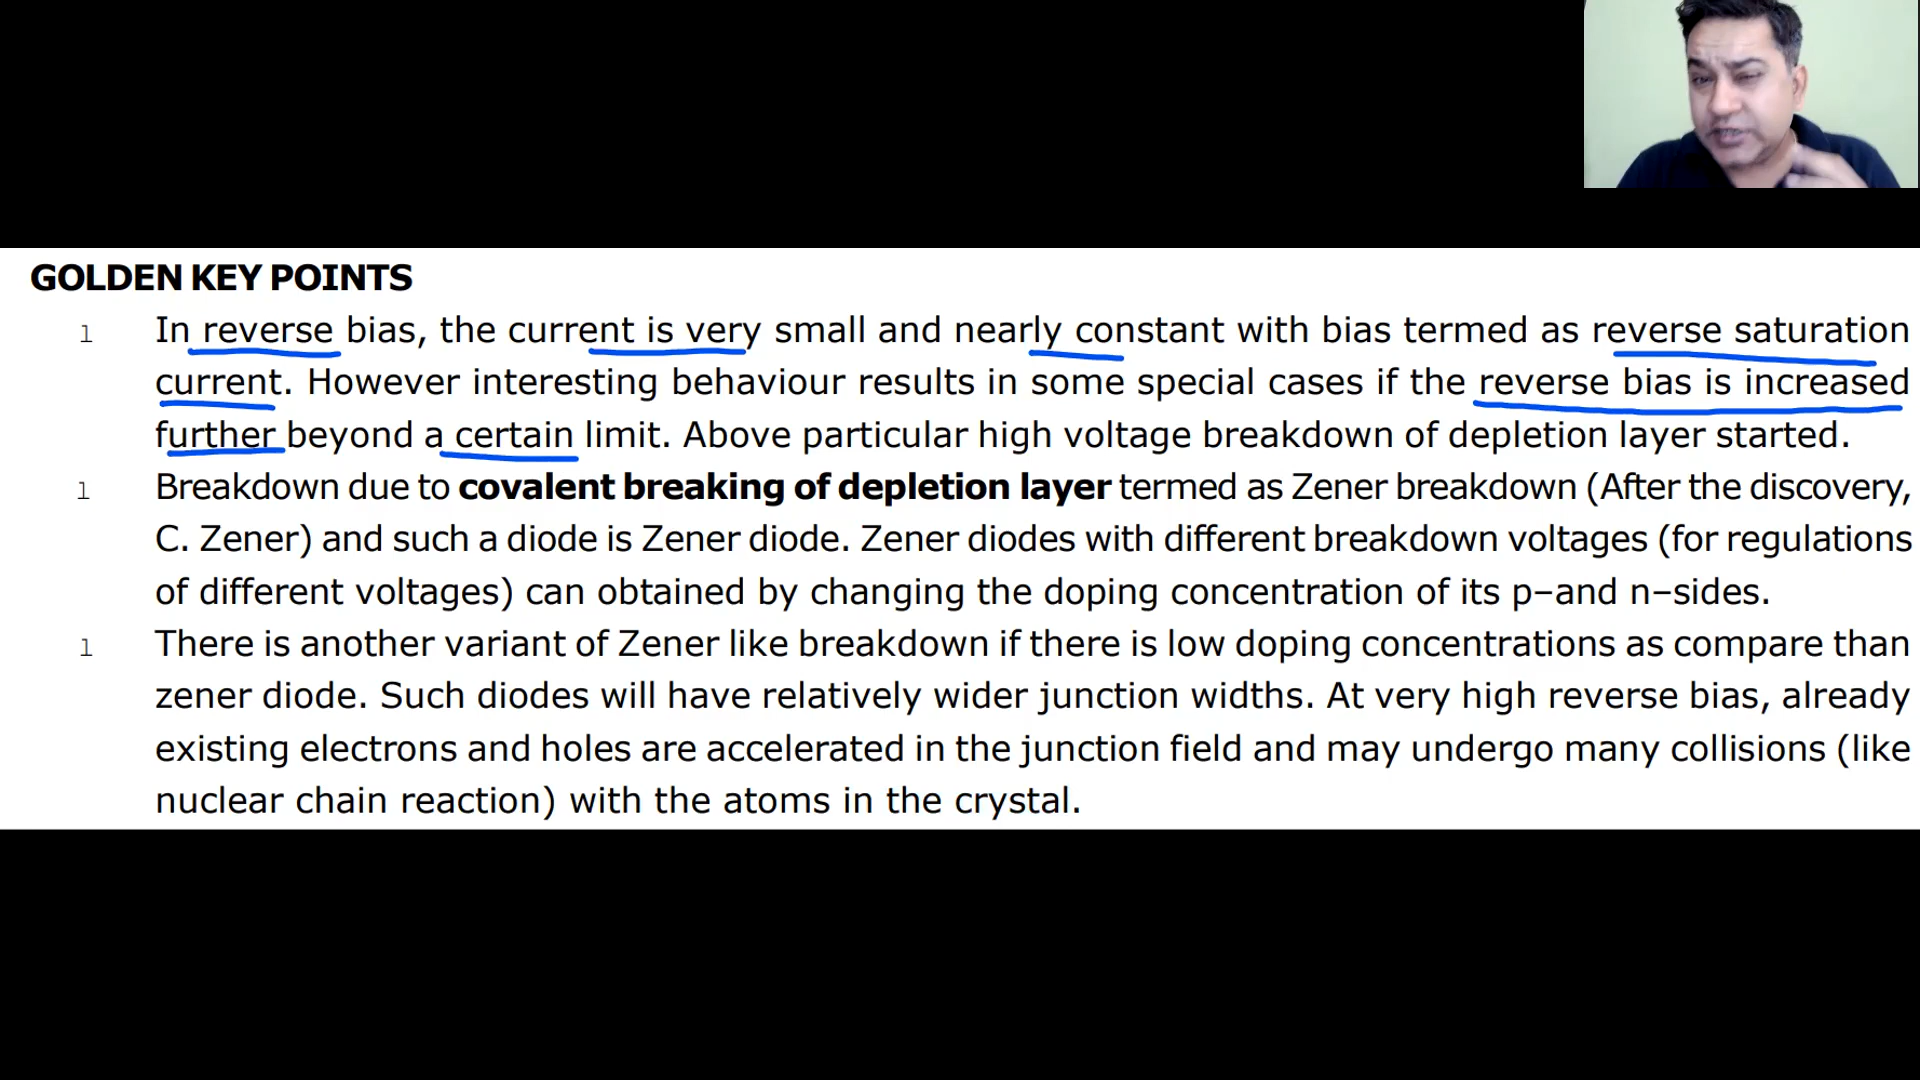 GOLDEN KEY POINTS
l In reverse bias, the current is very small and nearly constant with bias termed as reverse saturation
current. However interesting behaviour results in some special cases if the reverse bias is increased
further beyond a certain limit. Above particular high voltage breakdown of depletion layer started.
l Breakdown due to covalent breaking of depletion layer termed as Zener breakdown (After the discovery,
C. Zener) and such a diode is Zener diode. Zener diodes with different breakdown voltages (for regulations
of different voltages) can obtained by changing the doping concentration of its p–and n–sides.
l There is another variant of Zener like breakdown if there is low doping concentrations as compare than
zener diode. Such diodes will have relatively wider junction widths. At very high reverse bias, already
existing electrons and holes are accelerated in the junction field and may undergo many collisions (like
nuclear chain reaction) with the atoms in the crystal.